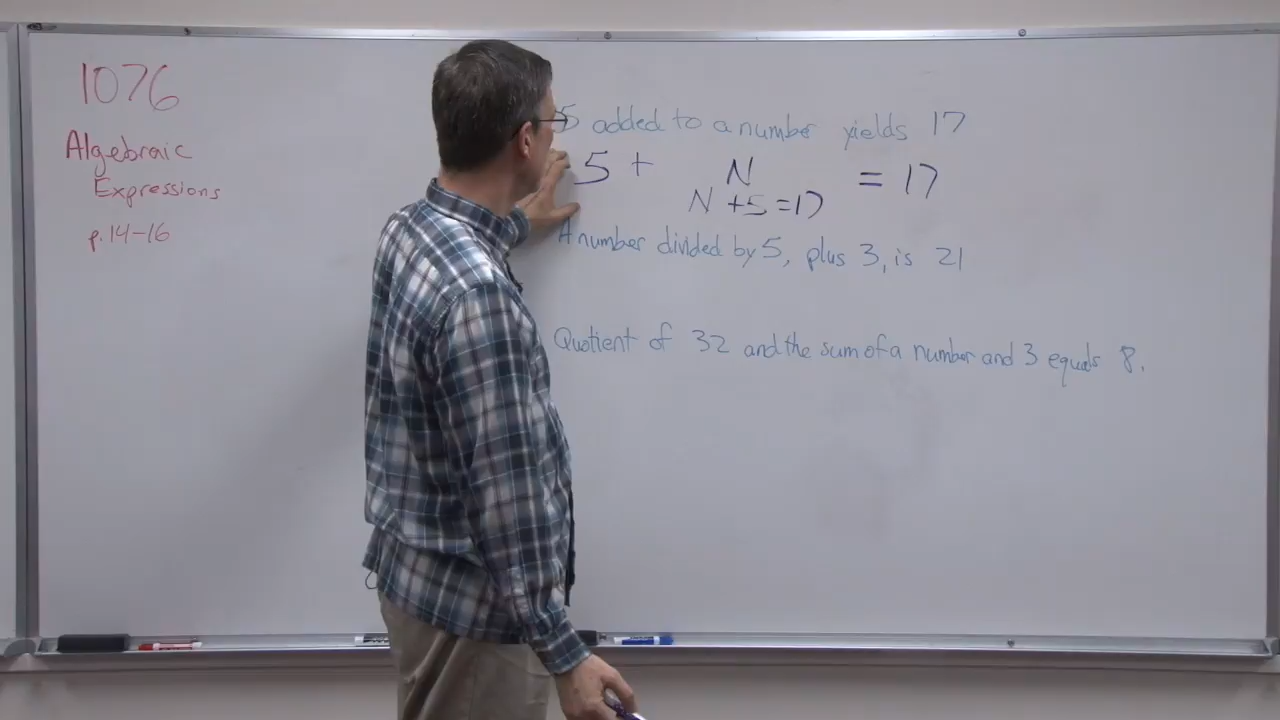 1076
Algebraic
Expressions
p.14-16
5 added to a number yields 17
5 + N = 17
N +5 =17
A number divided by 5, plus 3, is 21
Quotient of 32 and the sum of a number and 3 equals 8.